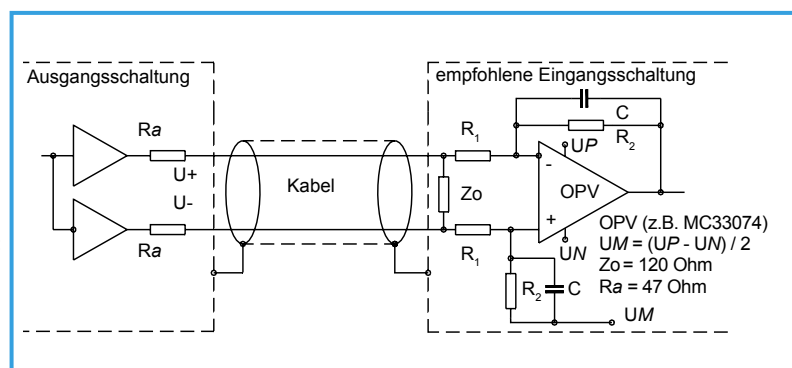 Ausgangsschaltung
empfohlene Eingangsschaltung
Ra
U+
U-
Ra
Kabel
Zo
R1
R1
C
R2
UP
-
OPV
+
UN
R2
C
UM
OPV (z.B. MC33074)
UM = (UP - UN) / 2
Zo = 120 Ohm
Ra = 47 Ohm